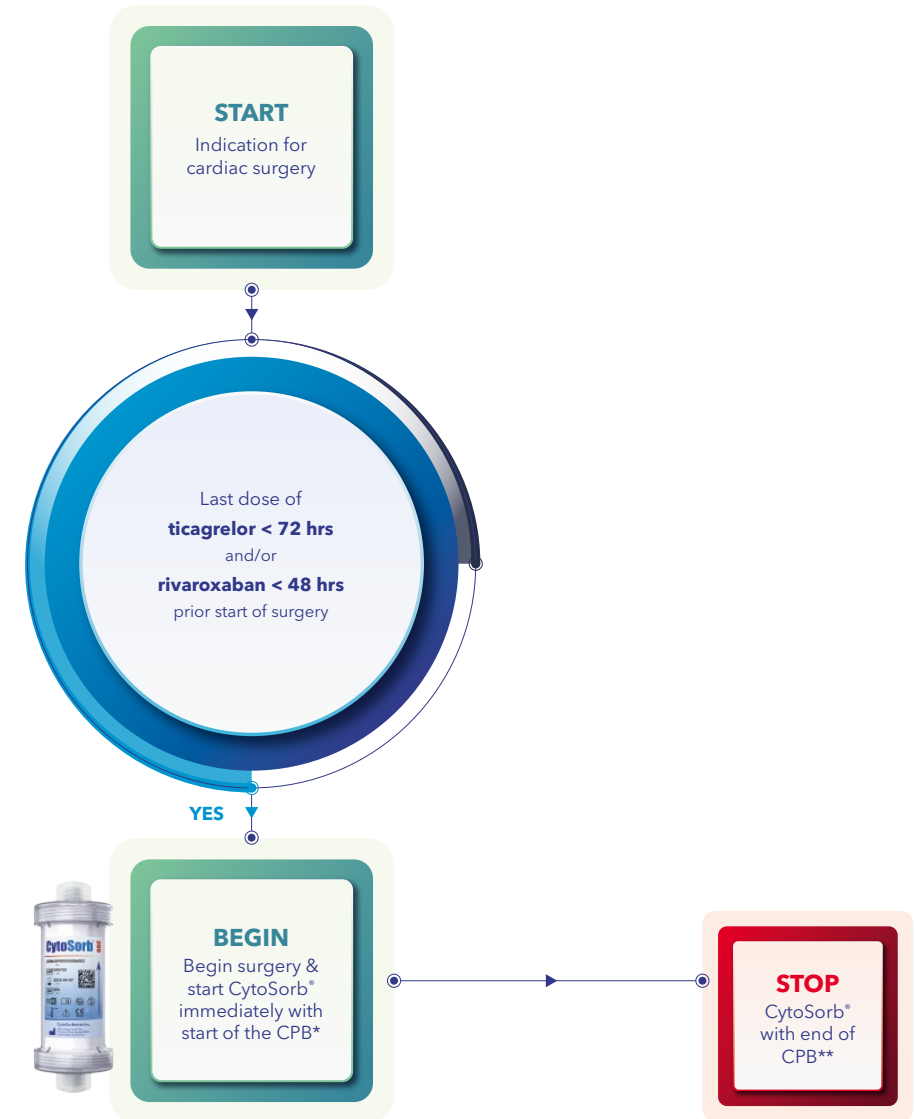 START
Indication for
cardiac surgery
Last dose of
ticagrelor < 72 hrs
and/or
rivaroxaban < 48 hrs
prior start of surgery
YES
CytoSorb®
BEGIN
Begin surgery &
start CytoSorb®
immediately with
start of the CPB*
STOP
CytoSorb®
with end of
CPB**